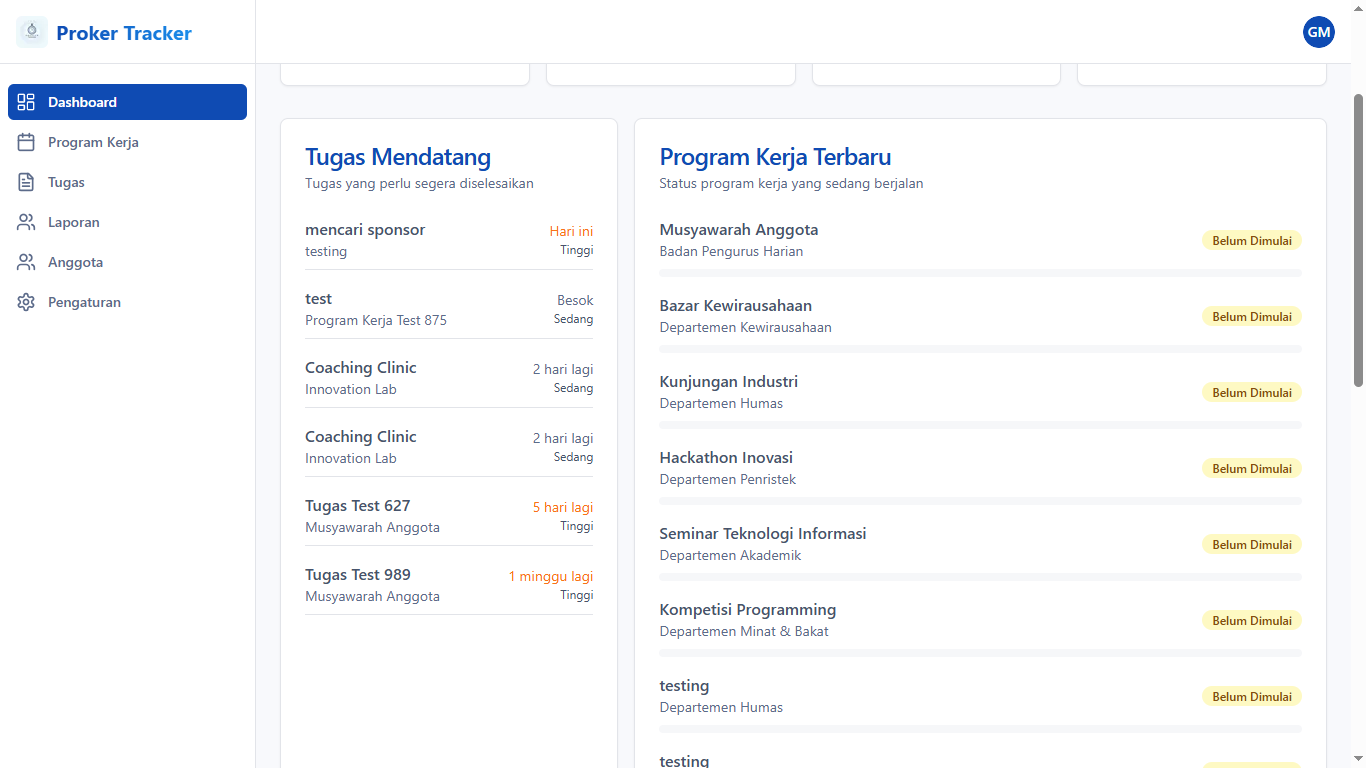 Proker Tracker
GM
Dashboard
Program Kerja
Tugas
Laporan
Anggota
Pengaturan
Tugas Mendatang
Tugas yang perlu segera diselesaikan
mencari sponsor
Hari ini
testing
Tinggi
test
Besok
Program Kerja Test 875
Sedang
Coaching Clinic
2 hari lagi
Innovation Lab
Sedang
Coaching Clinic
2 hari lagi
Innovation Lab
Sedang
Tugas Test 627
5 hari lagi
Musyawarah Anggota
Tinggi
Tugas Test 989
1 minggu lagi
Musyawarah Anggota
Tinggi
Program Kerja Terbaru
Status program kerja yang sedang berjalan
Musyawarah Anggota
Badan Pengurus Harian
Belum Dimulai
Bazar Kewirausahaan
Departemen Kewirausahaan
Belum Dimulai
Kunjungan Industri
Departemen Humas
Belum Dimulai
Hackathon Inovasi
Departemen Penristek
Belum Dimulai
Seminar Teknologi Informasi
Departemen Akademik
Belum Dimulai
Kompetisi Programming
Departemen Minat & Bakat
Belum Dimulai
testing
Departemen Humas
Belum Dimulai
testing